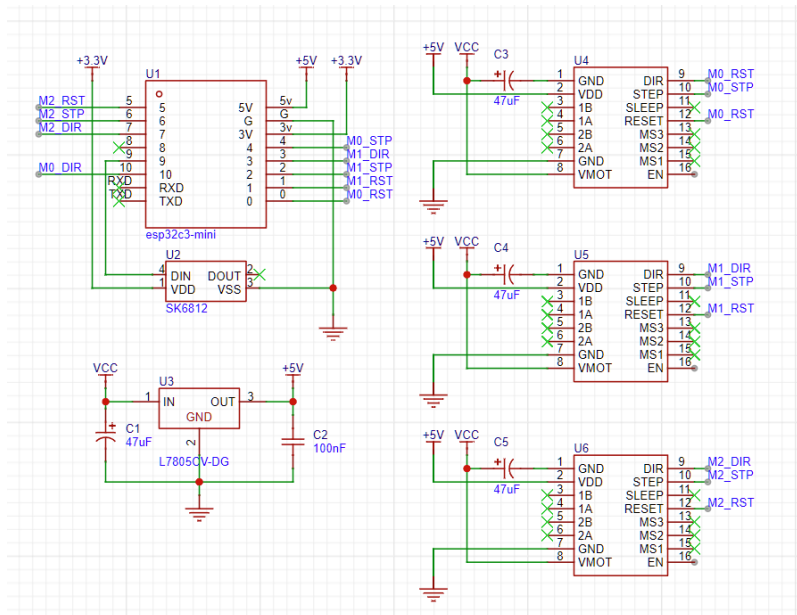 +3.3V
+5V
+3.3V
U1
M2_RST 5 5 5v 5v
M2_STP 6 6 G G
M2_DIR 7 7 3V 3v
8 8 4 4 M0_STP
9 9 3 3 M1_DIR
M0_DIR 10 10 2 2 M1_STP
RXD RXD 1 1 M1_RST
TXD TXD 0 0 M0_RST
esp32c3-mini
U2
4 DIN DOUT 2
1 VDD VSS 3
SK6812
VCC
U3
+5V
1 IN OUT 3
GND
2
C1
47uF
C2
100nF
L7805CV-DG
+5V
VCC
C3
47uF
U4
1 GND DIR 9 M0_RST
2 VDD STEP 10 M0_STP
3 1B SLEEP 11
4 1A RESET 12 M0_RST
5 2B MS3 13
6 2A MS2 14
7 GND MS1 15
8 VMOT EN 16
+5V
VCC
C4
47uF
U5
1 GND DIR 9 M1_DIR
2 VDD STEP 10 M1_STP
3 1B SLEEP 11
4 1A RESET 12 M1_RST
5 2B MS3 13
6 2A MS2 14
7 GND MS1 15
8 VMOT EN 16
+5V
VCC
C5
47uF
U6
1 GND DIR 9 M2_DIR
2 VDD STEP 10 M2_STP
3 1B SLEEP 11
4 1A RESET 12 M2_RST
5 2B MS3 13
6 2A MS2 14
7 GND MS1 15
8 VMOT EN 16